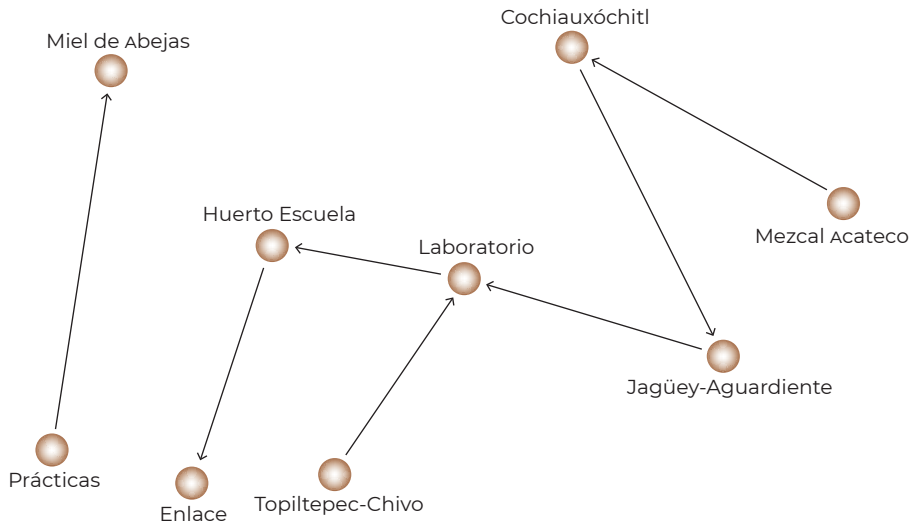 Cochiauxóchitl
Miel de Abejas
Huerto Escuela
Mezcal Acateco
Laboratorio
Jagüey-Aguardiente
Prácticas
Topiltepec-Chivo
Enlace